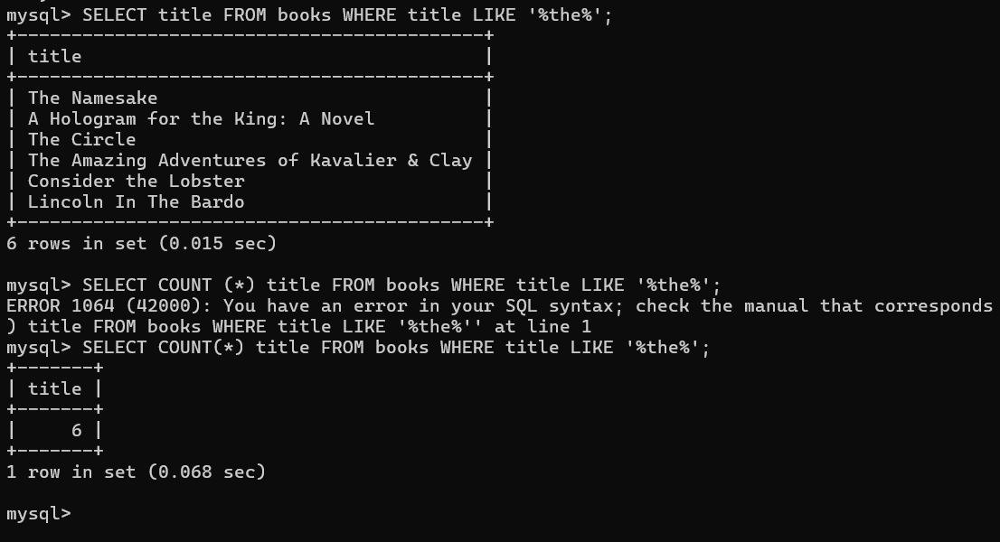 mysql> SELECT title FROM books WHERE title LIKE '%the%';
+-------------------------------------------+
| title                                     |
+-------------------------------------------+
| The Namesake                              |
| A Hologram for the King: A Novel          |
| The Circle                                |
| The Amazing Adventures of Kavalier & Clay |
| Consider the Lobster                      |
| Lincoln In The Bardo                      |
+-------------------------------------------+
6 rows in set (0.015 sec)

mysql> SELECT COUNT (*) title FROM books WHERE title LIKE '%the%';
ERROR 1064 (42000): You have an error in your SQL syntax; check the manual that corresponds
) title FROM books WHERE title LIKE '%the%'' at line 1
mysql> SELECT COUNT(*) title FROM books WHERE title LIKE '%the%';
+-------+
| title |
+-------+
|     6 |
+-------+
1 row in set (0.068 sec)

mysql>